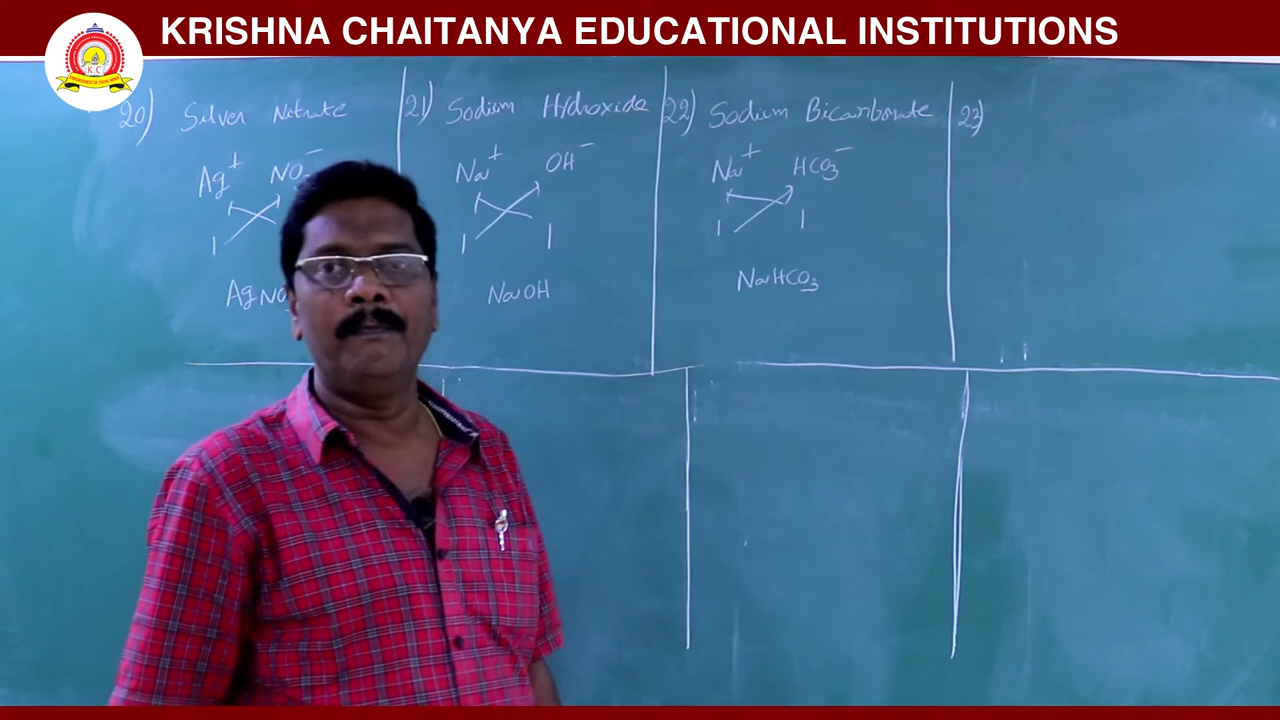 KRISHNA CHAITANYA EDUCATIONAL INSTITUTIONS
K C
20) Silver Nitrate
Ag+ NO3-
1
AgNO
21) Sodium Hydroxide
Na+ OH-
1 1
NaOH
22) Sodium Bicarbonate
Na+ HCO3-
1 1
NaHCO3
23)